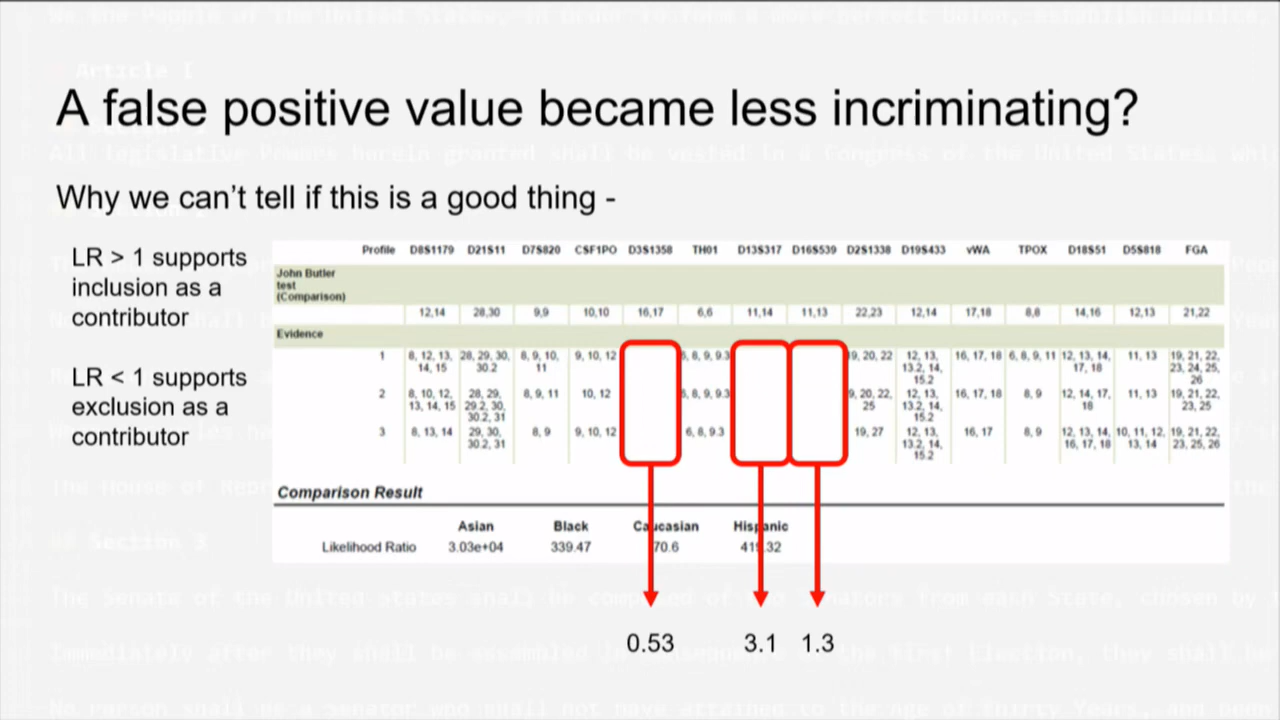 A false positive value became less incriminating?
Why we can't tell if this is a good thing -
LR > 1 supports
inclusion as a
contributor
LR < 1 supports
exclusion as a
contributor
Profile D8S1179 D21S11 D7S820 CSF1PO D3S1358 TH01 D13S317 D16S539 D2S1338 D19S433 vWA TPOX D18S51 D5S818 FGA
John Butler
test
(Comparison)
12,14 28,30 9,9 10,10 16,17 6,6 11,14 11,13 22,23 12,14 17,18 8,8 14,16 12,13 21,22
Evidence
1 8, 12, 13, 28, 29, 30, 8, 9, 10, 9, 10, 12 6, 8, 9, 9.3 19, 20, 22 12, 13, 16, 17, 18 6, 8, 9, 11 12, 13, 14, 11, 13 19, 21, 22,
14, 15 30.2 11 13.2, 14, 17, 18 23, 24, 25,
15.2 26
2 8, 10, 12, 28, 29, 8, 9, 11 10, 12 6, 8, 9, 9.3 19, 20, 22, 12, 13, 16, 17, 18 8, 9 12, 14, 17, 11, 13 19, 21, 22,
13, 14, 15 29.2, 30, 25 13.2, 14, 18 23, 25
30.2, 31 15.2
3 8, 13, 14 29, 30, 8, 9 9, 10, 12 6, 8, 9.3 19, 27 12, 13, 16, 17 8, 9 12, 13, 14, 10, 11, 12, 19, 21, 22,
30.2, 31 13.2, 14, 16, 17, 18 13, 14 23, 25, 26
15.2
Comparison Result
Asian Black Caucasian Hispanic
Likelihood Ratio 3.03e+04 339.47 70.6 41 .32
0.53 3.1 1.3